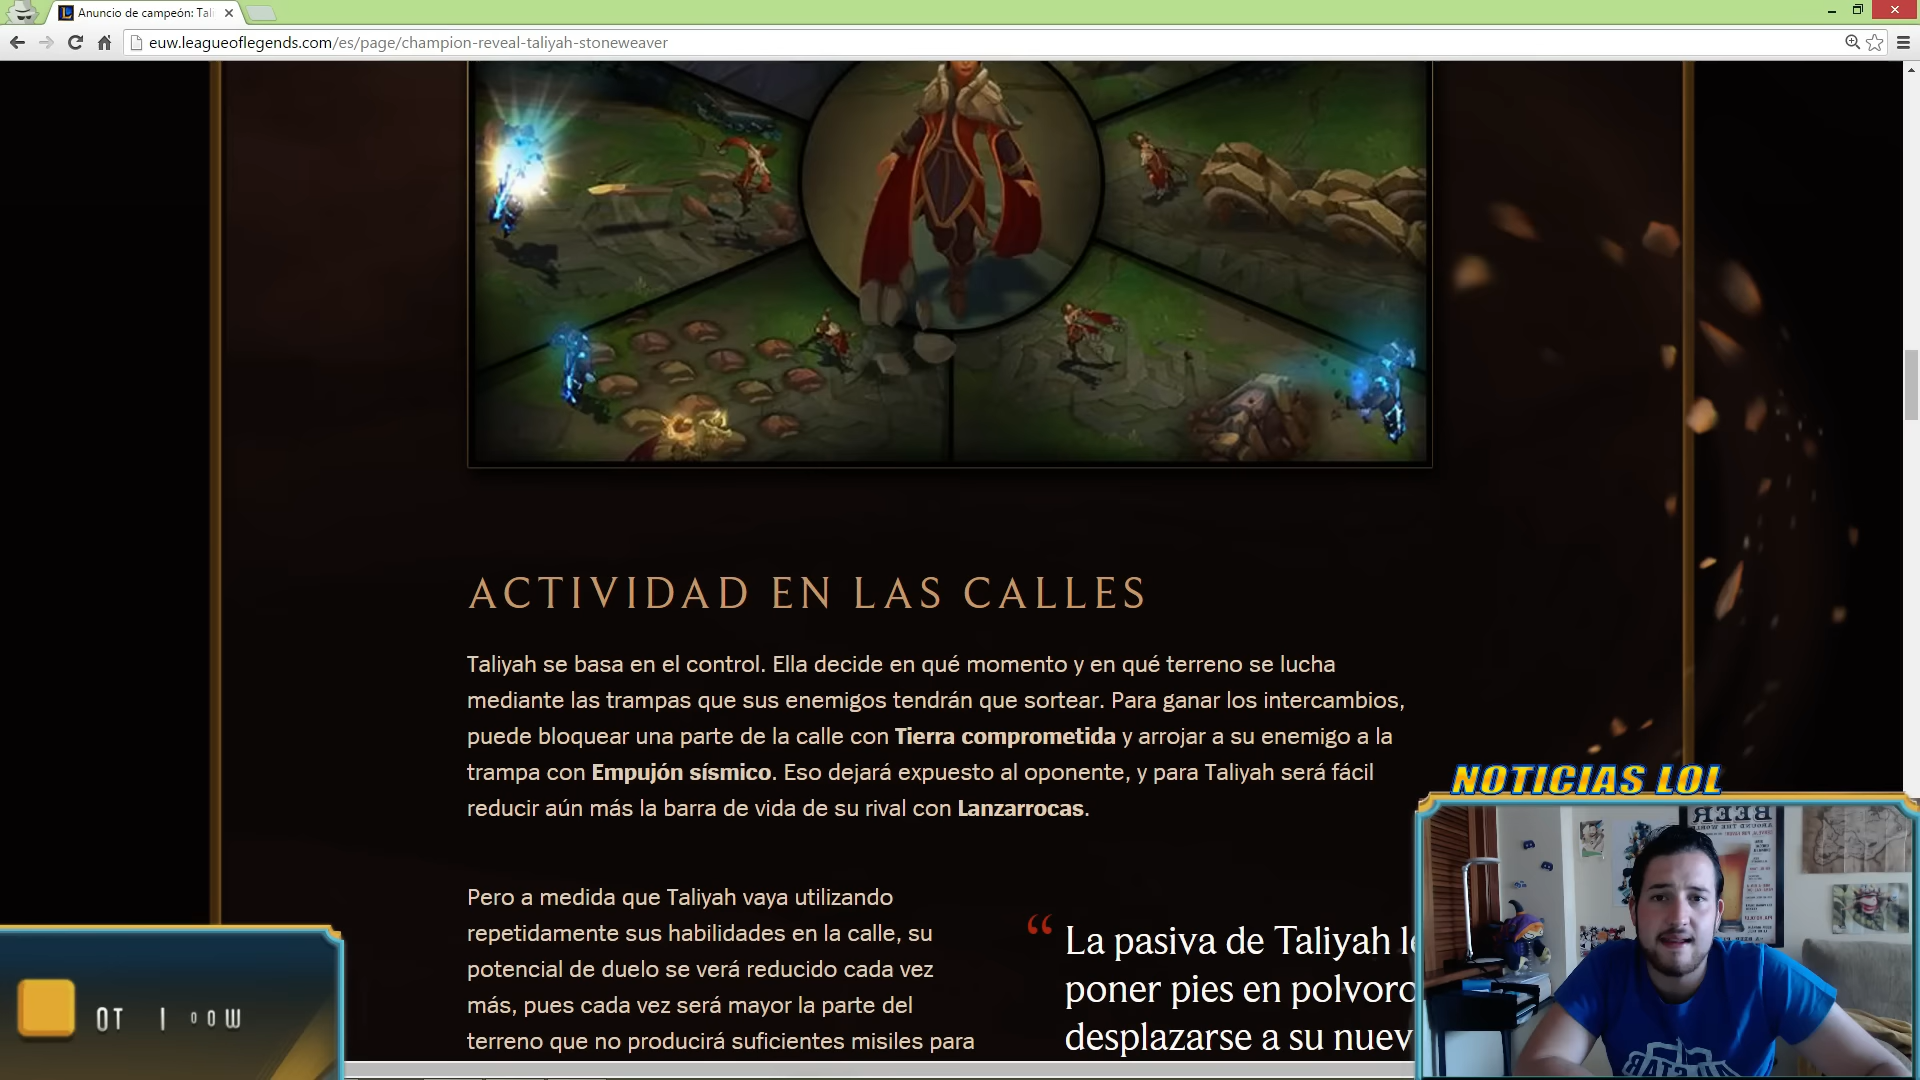 Anuncio de campeón: Tal
euw.leagueoflegends.com/es/page/champion-reveal-taliyah-stoneweaver
ACTIVIDAD EN LAS CALLES
Taliyah se basa en el control. Ella decide en qué momento y en qué terreno se lucha
mediante las trampas que sus enemigos tendrán que sortear. Para ganar los intercambios,
puede bloquear una parte de la calle con Tierra comprometida y arrojar a su enemigo a la
trampa con Empujón sísmico. Eso dejará expuesto al oponente, y para Taliyah será fácil
reducir aún más la barra de vida de su rival con Lanzarrocas.
Pero a medida que Taliyah vaya utilizando
repetidamente sus habilidades en la calle, su
potencial de duelo se verá reducido cada vez
más, pues cada vez será mayor la parte del
terreno que no producirá suficientes misiles para
“ La pasiva de Taliyah le
poner pies en polvoro
desplazarse a su nuev
NOTICIAS LOL
BEER
AROUND THE WORLD